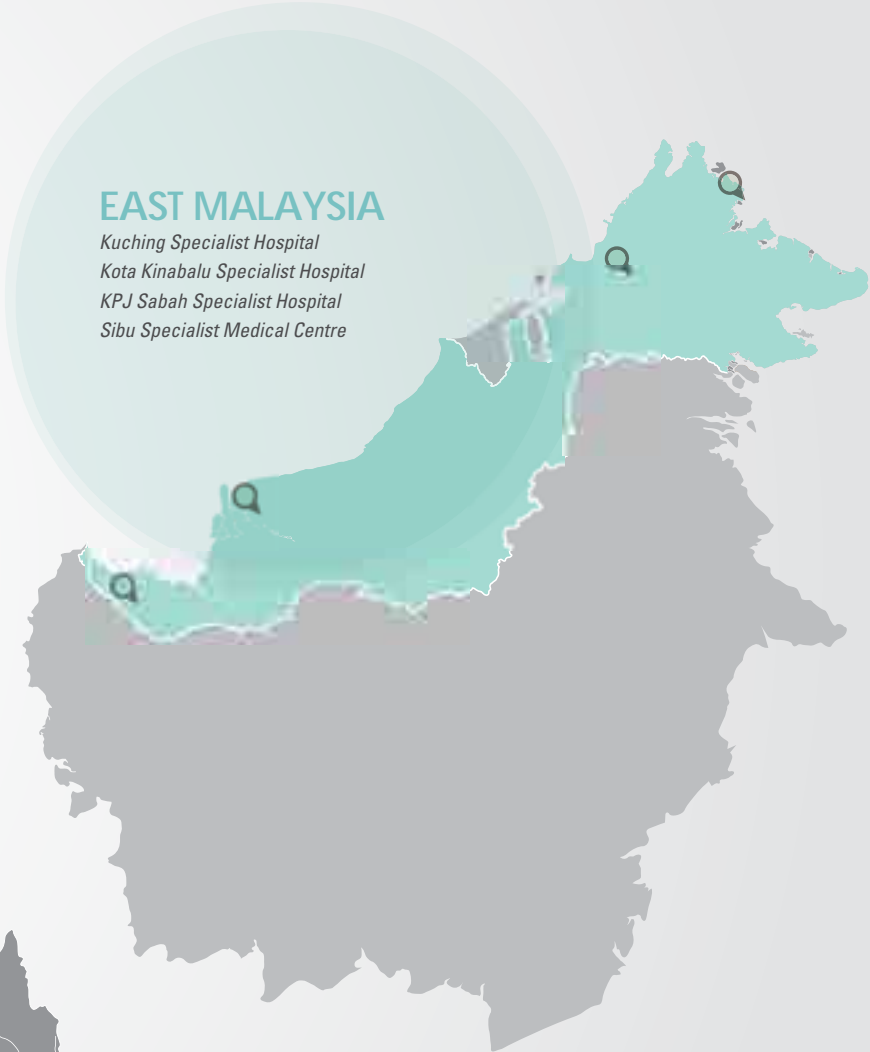 EAST MALAYSIA
Kuching Specialist Hospital
Kota Kinabalu Specialist Hospital
KPJ Sabah Specialist Hospital
Sibu Specialist Medical Centre